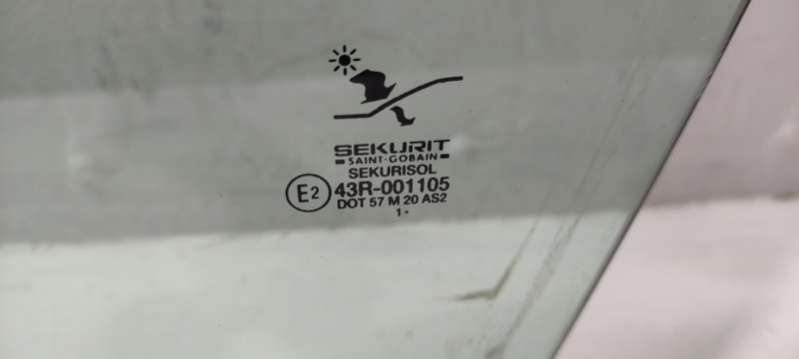 SEKURIT
SAINT-GOBAIN
SEKURISOL
E2 43R-001105
DOT 57 M 20 AS2
1-